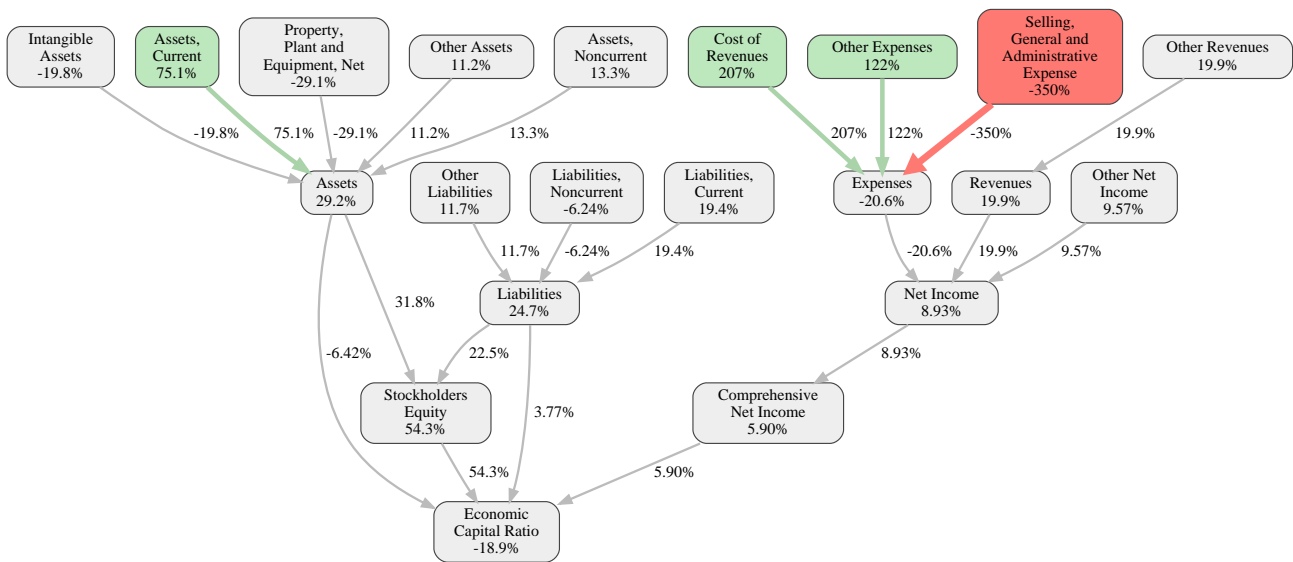 Intangible
Assets
-19.8%
Assets,
Current
75.1%
Property,
Plant and
Equipment, Net
-29.1%
Other Assets
11.2%
Assets,
Noncurrent
13.3%
Cost of
Revenues
207%
Other Expenses
122%
Selling,
General and
Administrative
Expense
-350%
Other Revenues
19.9%
-19.8%
75.1%
-29.1%
11.2%
13.3%
207%
122%
-350%
19.9%
Assets
29.2%
Other
Liabilities
11.7%
Liabilities,
Noncurrent
-6.24%
Liabilities,
Current
19.4%
Expenses
-20.6%
Revenues
19.9%
Other Net
Income
9.57%
11.7%
-6.24%
19.4%
-20.6%
19.9%
9.57%
31.8%
Liabilities
24.7%
Net Income
8.93%
-6.42%
22.5%
8.93%
Stockholders
Equity
54.3%
3.77%
Comprehensive
Net Income
5.90%
54.3%
5.90%
Economic
Capital Ratio
-18.9%